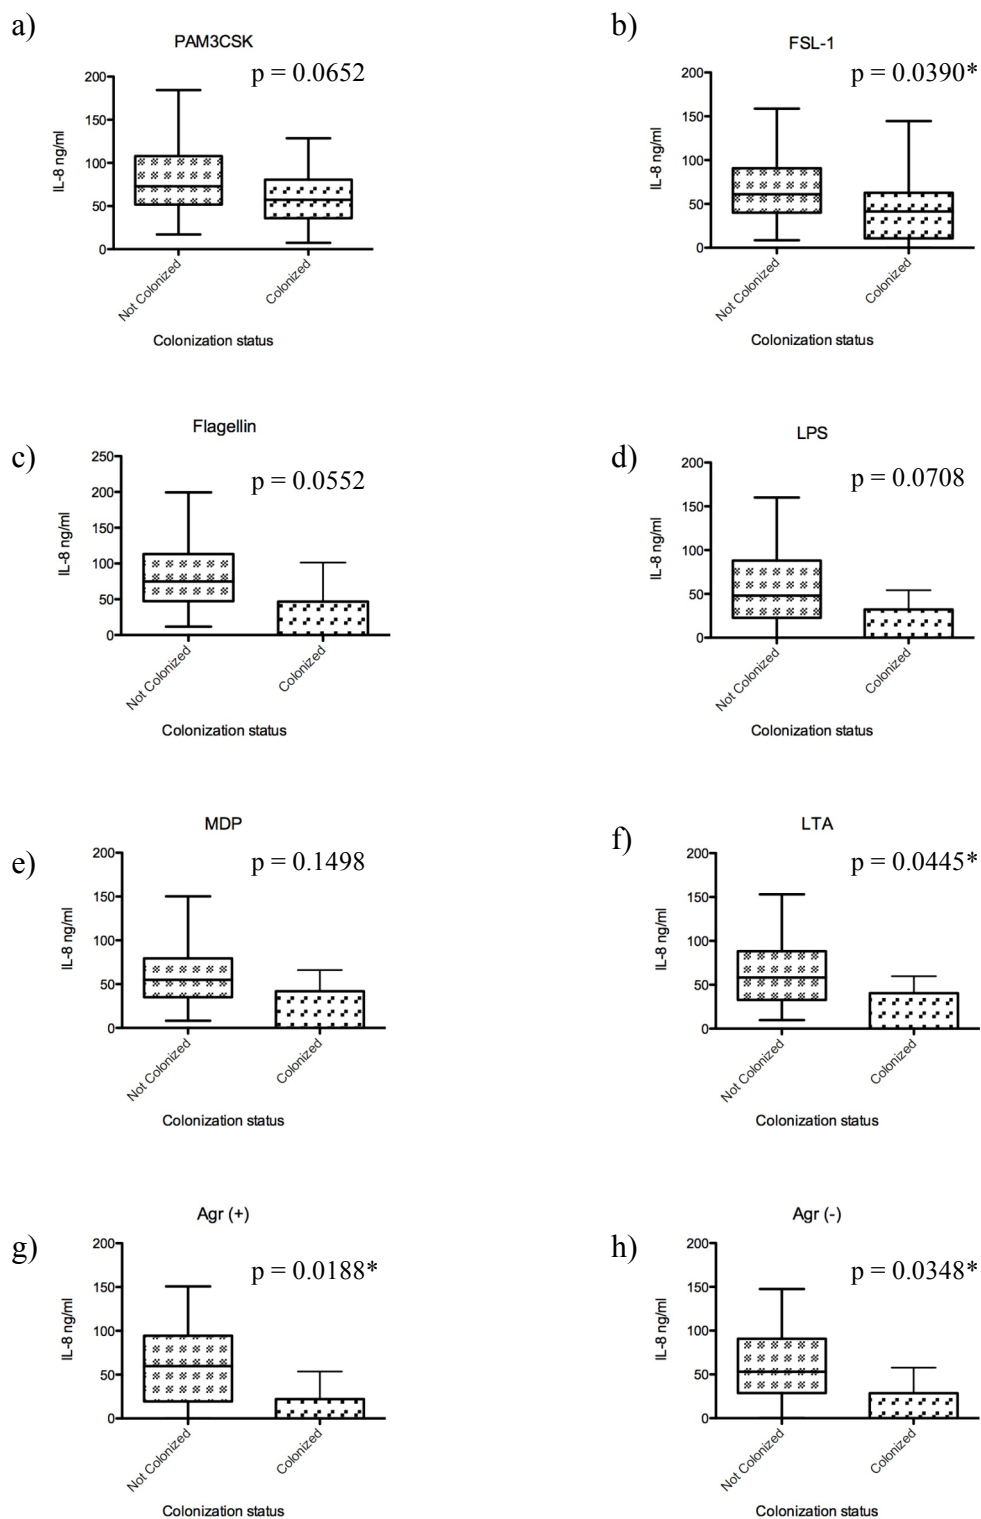 a)
PAM3CSK
p = 0.0652
IL-8 ng/ml
200
150
100
50
0
Not Colonized
Colonized
Colonization status
b)
FSL-1
p = 0.0390*
IL-8 ng/ml
200
150
100
50
0
Not Colonized
Colonized
Colonization status
c)
Flagellin
p = 0.0552
IL-8 ng/ml
250
200
150
100
50
0
Not Colonized
Colonized
Colonization status
d)
LPS
p = 0.0708
IL-8 ng/ml
200
150
100
50
0
Not Colonized
Colonized
Colonization status
e)
MDP
p = 0.1498
IL-8 ng/ml
200
150
100
50
0
Not Colonized
Colonized
Colonization status
f)
LTA
p = 0.0445*
IL-8 ng/ml
200
150
100
50
0
Not Colonized
Colonized
Colonization status
g)
Agr (+)
p = 0.0188*
IL-8 ng/ml
200
150
100
50
0
Not Colonized
Colonized
Colonization status
h)
Agr (-)
p = 0.0348*
IL-8 ng/ml
200
150
100
50
0
Not Colonized
Colonized
Colonization status